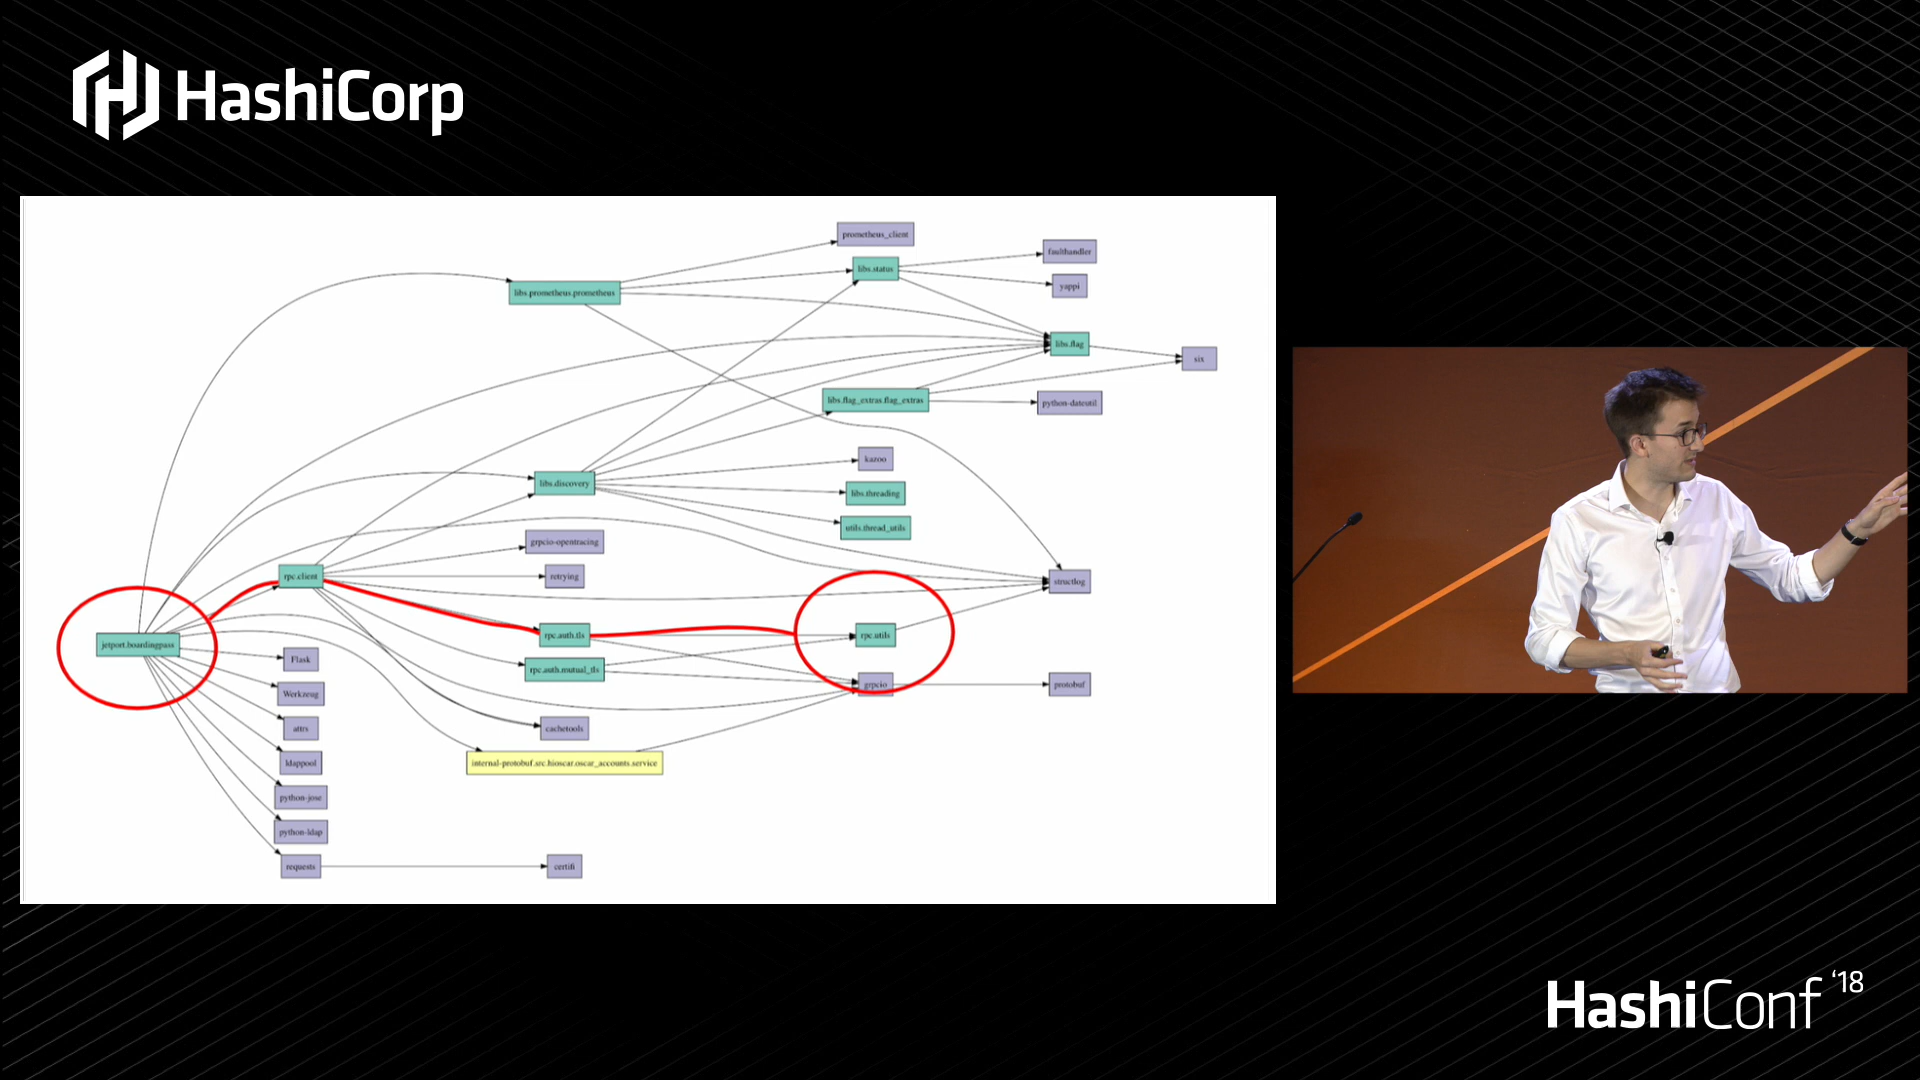 HashiCorp
prometheus_client
faulthandler
libs.status
yappi
libs.prometheus.prometheus
libs.flag
six
libs.flag_extras.flag_extras
python-dateutil
kazoo
libs.discovery
libs.threading
utils.thread_utils
grpcio-opentracing
rpc.client
retrying
structlog
rpc.auth.tls
rpc.utils
jetport.boardingpass
Flask
rpc.auth.mutual_tls
grpcio
protobuf
Werkzeug
attrs
cachetools
ldappool
internal-protobuf.src.hioscar.oscar_accounts.service
python-jose
python-ldap
requests
certifi
HashiConf '18